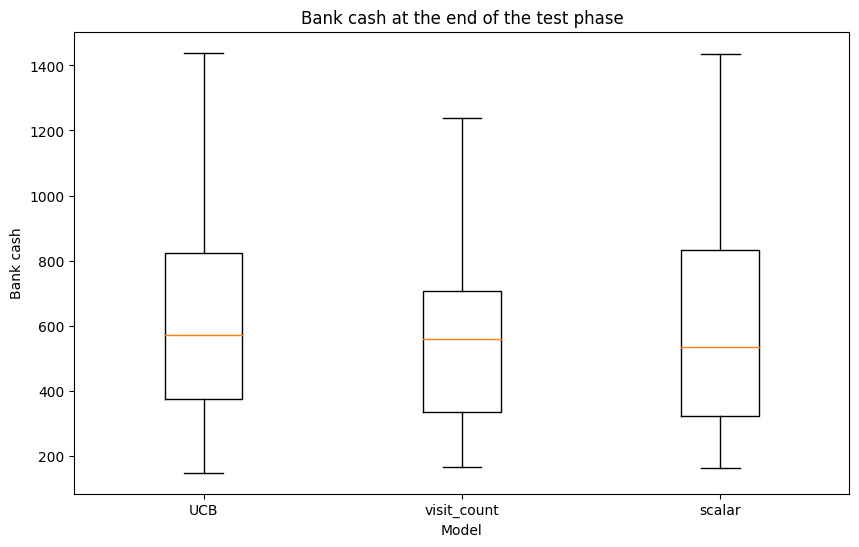 Bank cash at the end of the test phase
1400
1200
1000
800
600
400
200
Bank cash
UCB
visit_count
scalar
Model